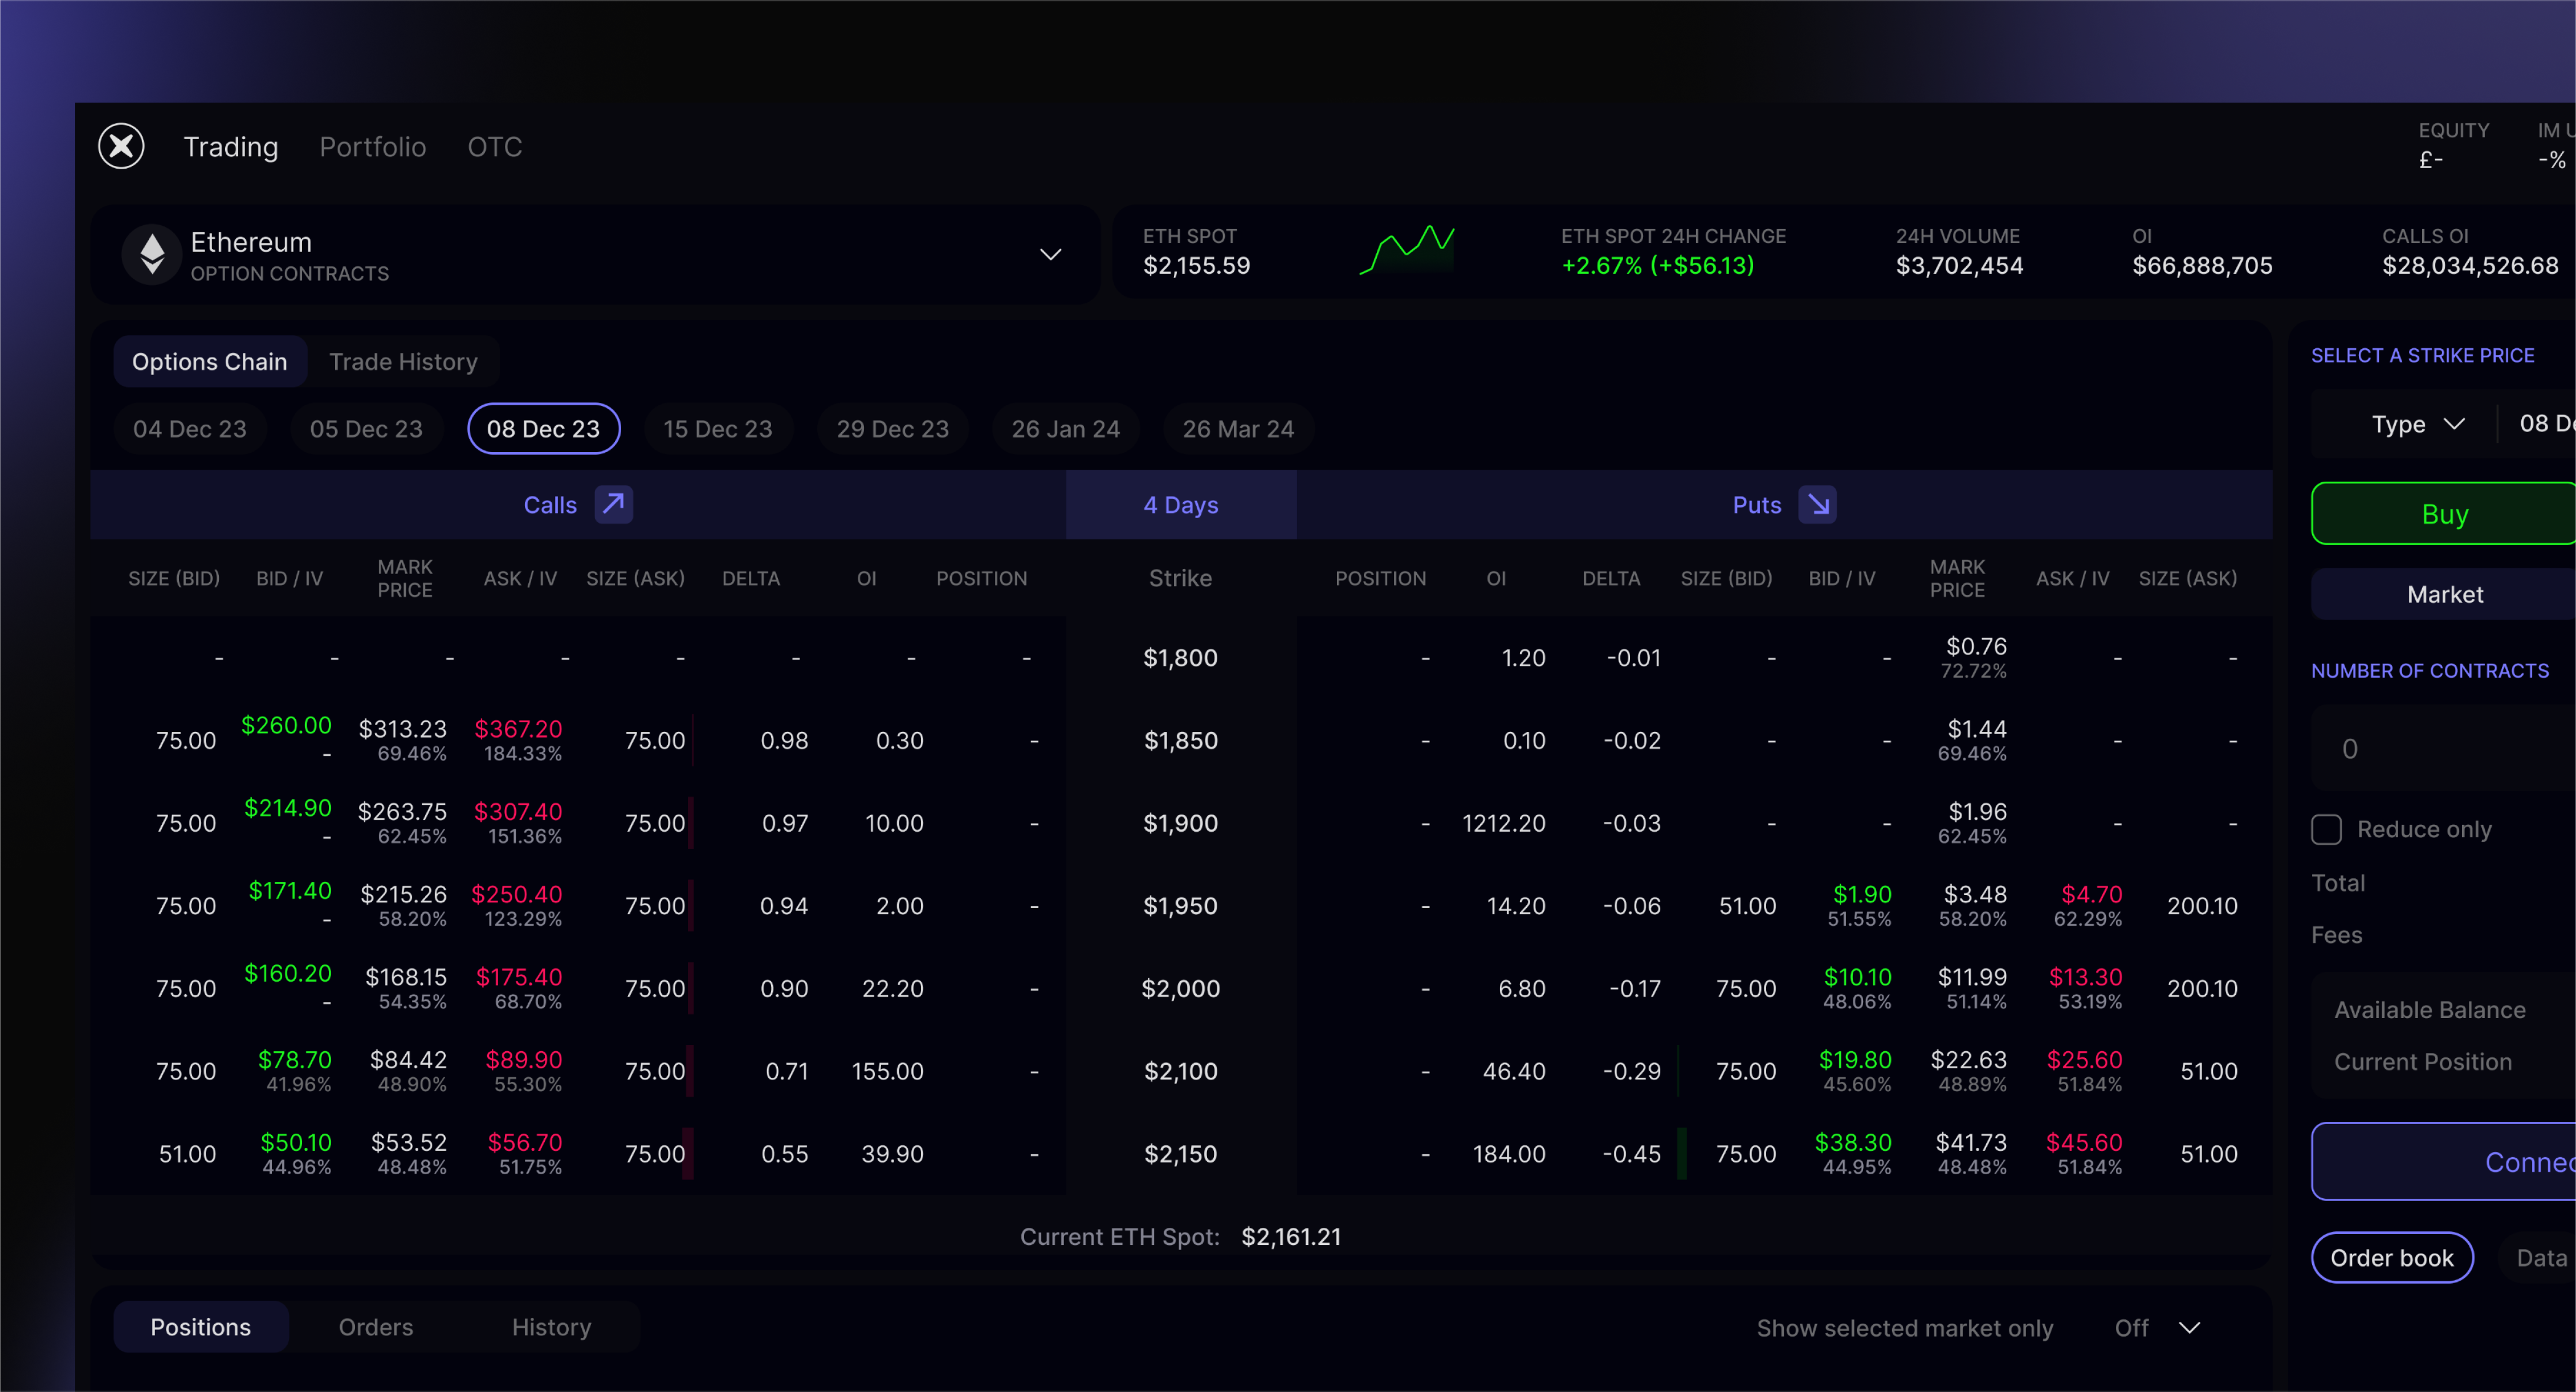 Trading Portfolio OTC
EQUITY
£-
IM U
-%
Ethereum
OPTION CONTRACTS
ETH SPOT
$2,155.59
ETH SPOT 24H CHANGE
+2.67% (+$56.13)
24H VOLUME
$3,702,454
OI
$66,888,705
CALLS OI
$28,034,526.68
Options Chain Trade History
04 Dec 23 05 Dec 23 08 Dec 23 15 Dec 23 29 Dec 23 26 Jan 24 26 Mar 24
Calls 4 Days Puts
SIZE (BID) BID / IV MARK PRICE ASK / IV SIZE (ASK) DELTA OI POSITION Strike POSITION OI DELTA SIZE (BID) BID / IV MARK PRICE ASK / IV SIZE (ASK)
- - - - - - - - $1,800 - 1.20 -0.01 - - $0.76 - -
72.72%
75.00 $260.00 $313.23 $367.20 75.00 0.98 0.30 - $1,850 - 0.10 -0.02 - - $1.44 - -
- 69.46% 184.33% 69.46%
75.00 $214.90 $263.75 $307.40 75.00 0.97 10.00 - $1,900 - 1212.20 -0.03 - - $1.96 - -
- 62.45% 151.36% 62.45%
75.00 $171.40 $215.26 $250.40 75.00 0.94 2.00 - $1,950 - 14.20 -0.06 51.00 $1.90 $3.48 $4.70 200.10
- 58.20% 123.29% 51.55% 58.20% 62.29%
75.00 $160.20 $168.15 $175.40 75.00 0.90 22.20 - $2,000 - 6.80 -0.17 75.00 $10.10 $11.99 $13.30 200.10
- 54.35% 68.70% 48.06% 51.14% 53.19%
75.00 $78.70 $84.42 $89.90 75.00 0.71 155.00 - $2,100 - 46.40 -0.29 75.00 $19.80 $22.63 $25.60 51.00
41.96% 48.90% 55.30% 45.60% 48.89% 51.84%
51.00 $50.10 $53.52 $56.70 75.00 0.55 39.90 - $2,150 - 184.00 -0.45 75.00 $38.30 $41.73 $45.60 51.00
44.96% 48.48% 51.75% 44.95% 48.48% 51.84%
Current ETH Spot: $2,161.21
Positions Orders History
Show selected market only Off
SELECT A STRIKE PRICE
Type 08 De
Buy
Market
NUMBER OF CONTRACTS
0
Reduce only
Total
Fees
Available Balance
Current Position
Connec
Order book Data